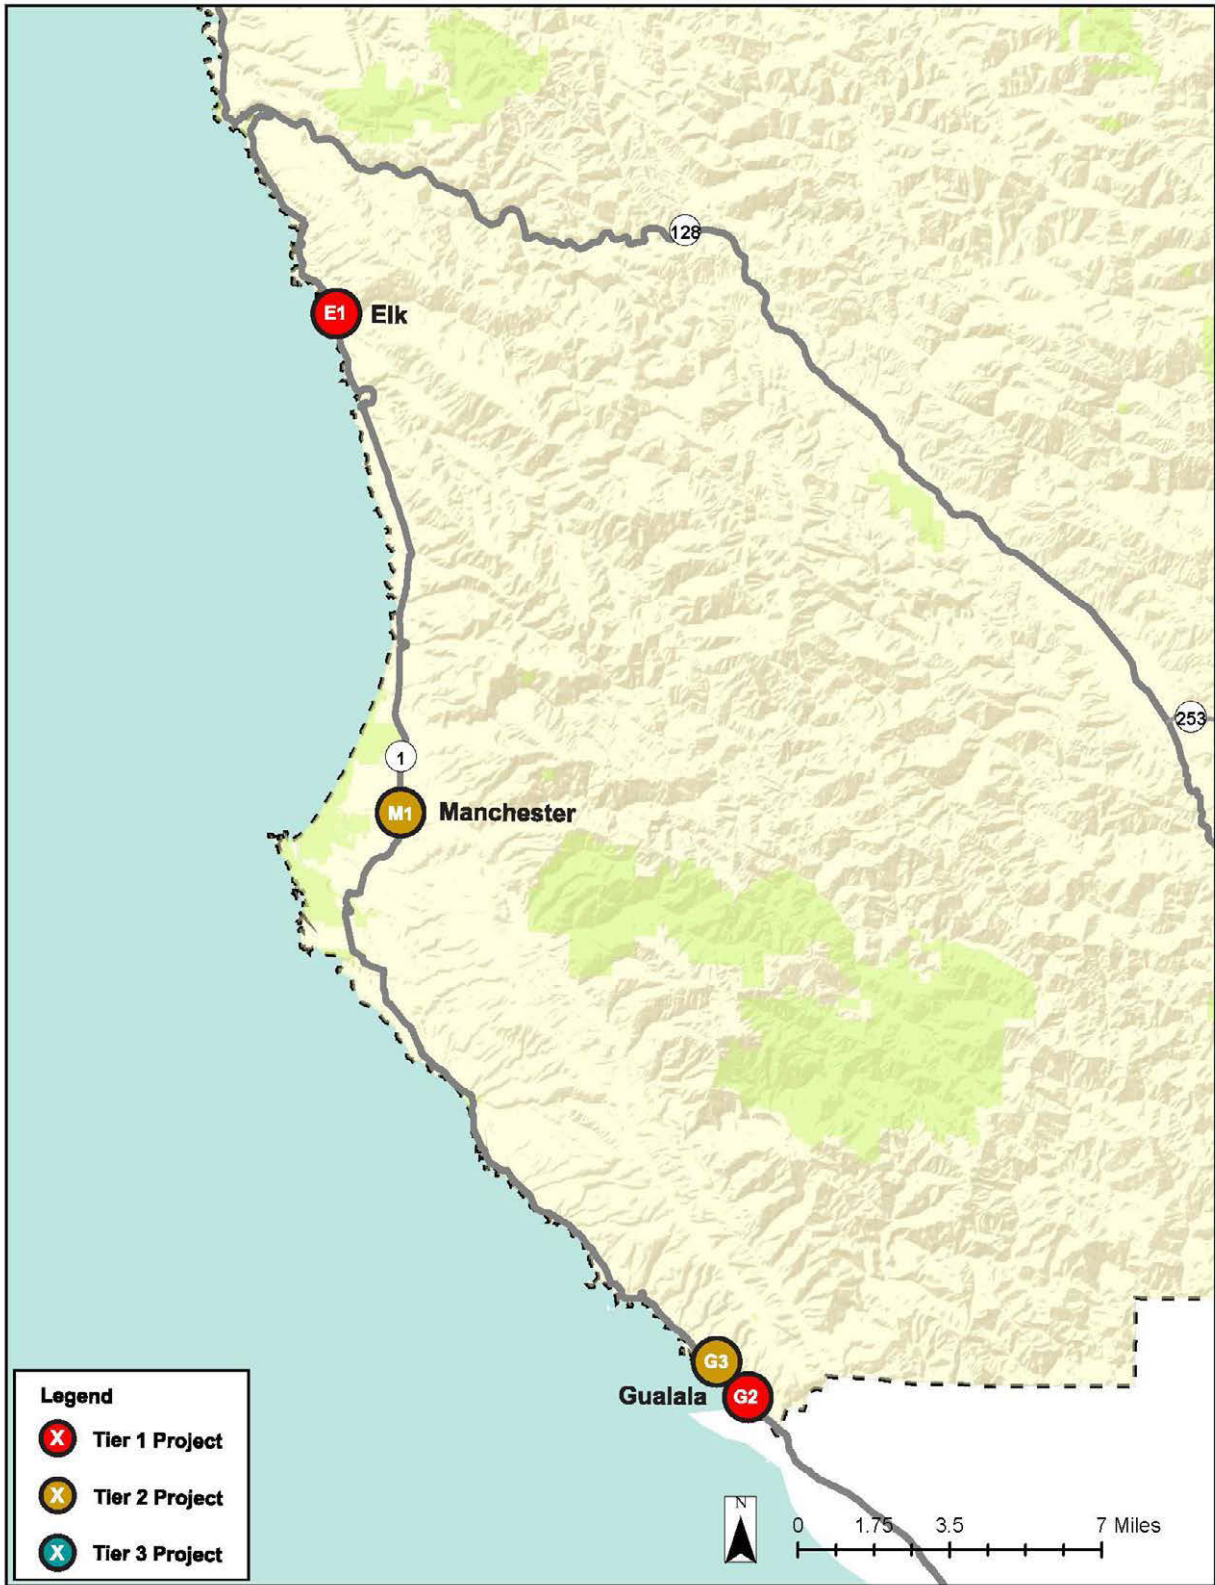 128
E1 Elk
253
1
M1 Manchester
G3
Gualala G2
Legend
X Tier 1 Project
X Tier 2 Project
X Tier 3 Project
N
0 1.75 3.5 7 Miles